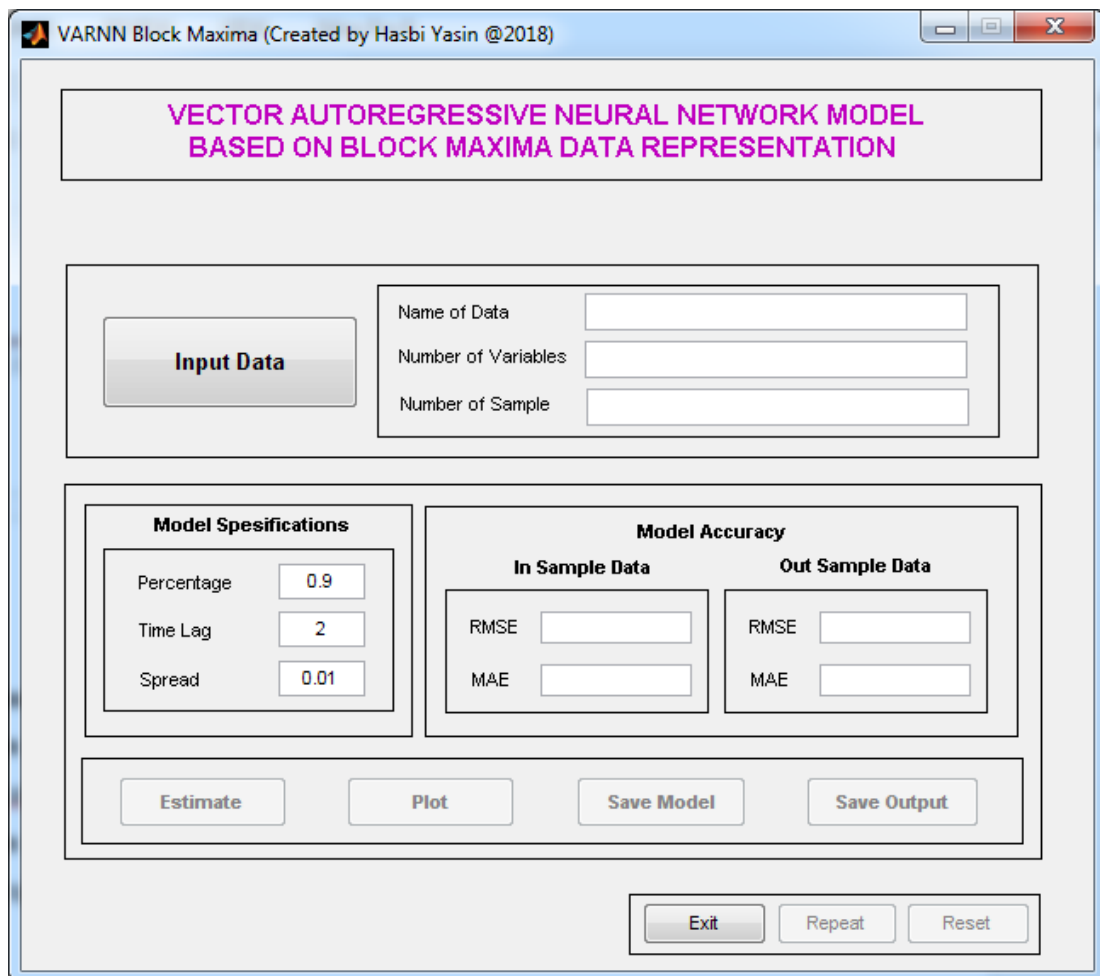 VARNN Block Maxima (Created by Hasbi Yasin @2018)
VECTOR AUTOREGRESSIVE NEURAL NETWORK MODEL
BASED ON BLOCK MAXIMA DATA REPRESENTATION
Input Data
Name of Data
Number of Variables
Number of Sample
Model Spesifications
Percentage 0.9
Time Lag 2
Spread 0.01
Model Accuracy
In Sample Data
RMSE
MAE
Out Sample Data
RMSE
MAE
Estimate Plot Save Model Save Output
Exit Repeat Reset